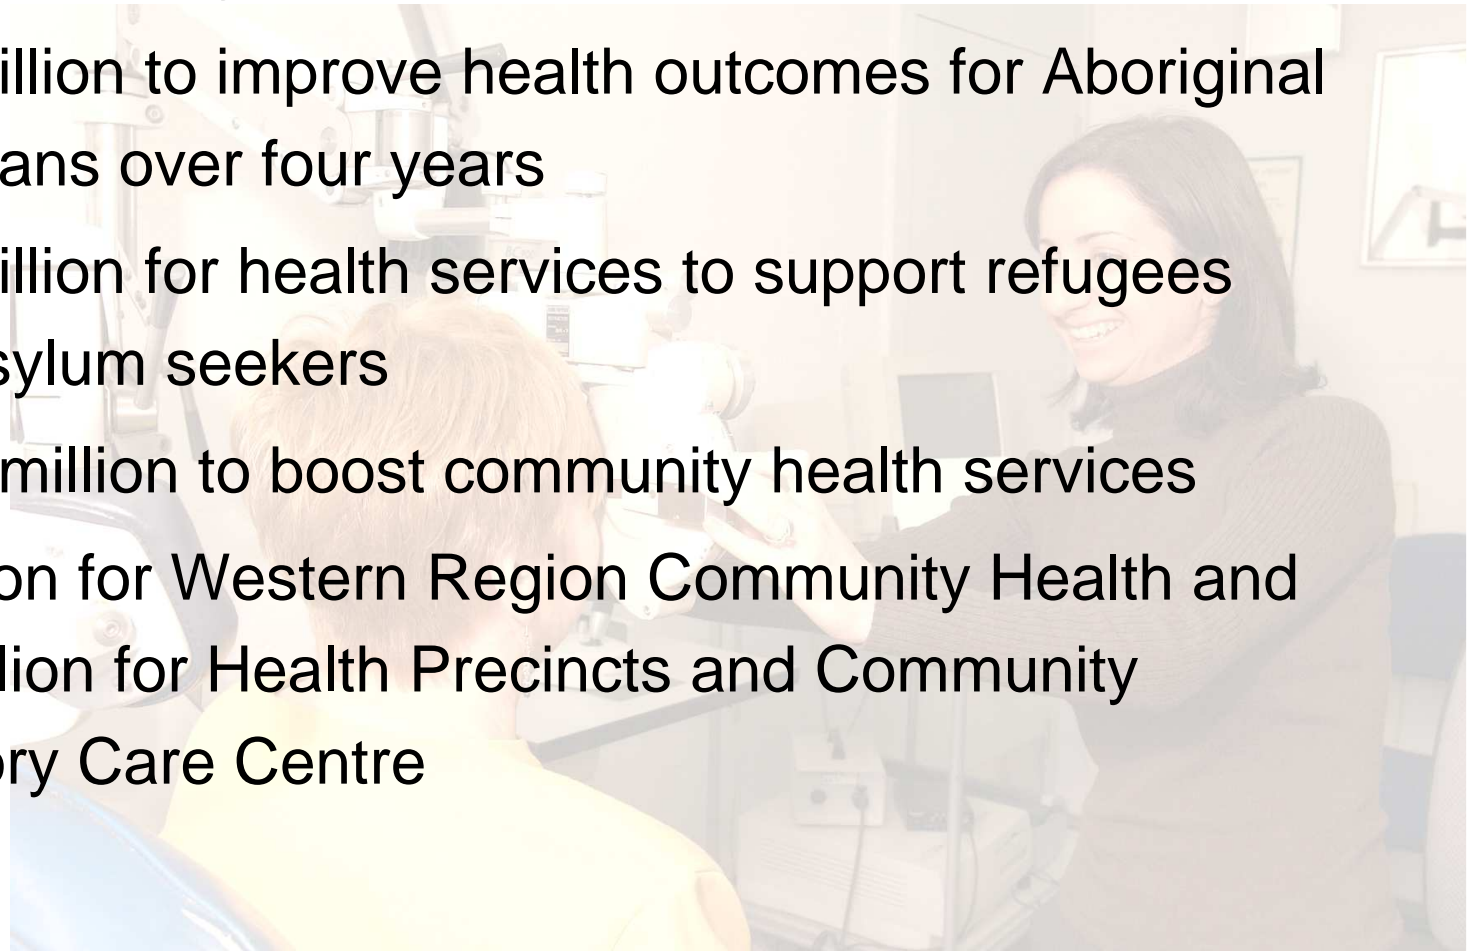 illion to improve health outcomes for Aboriginal
ans over four years
illion for health services to support refugees
sylum seekers
million to boost community health services
on for Western Region Community Health and
lion for Health Precincts and Community
ory Care Centre